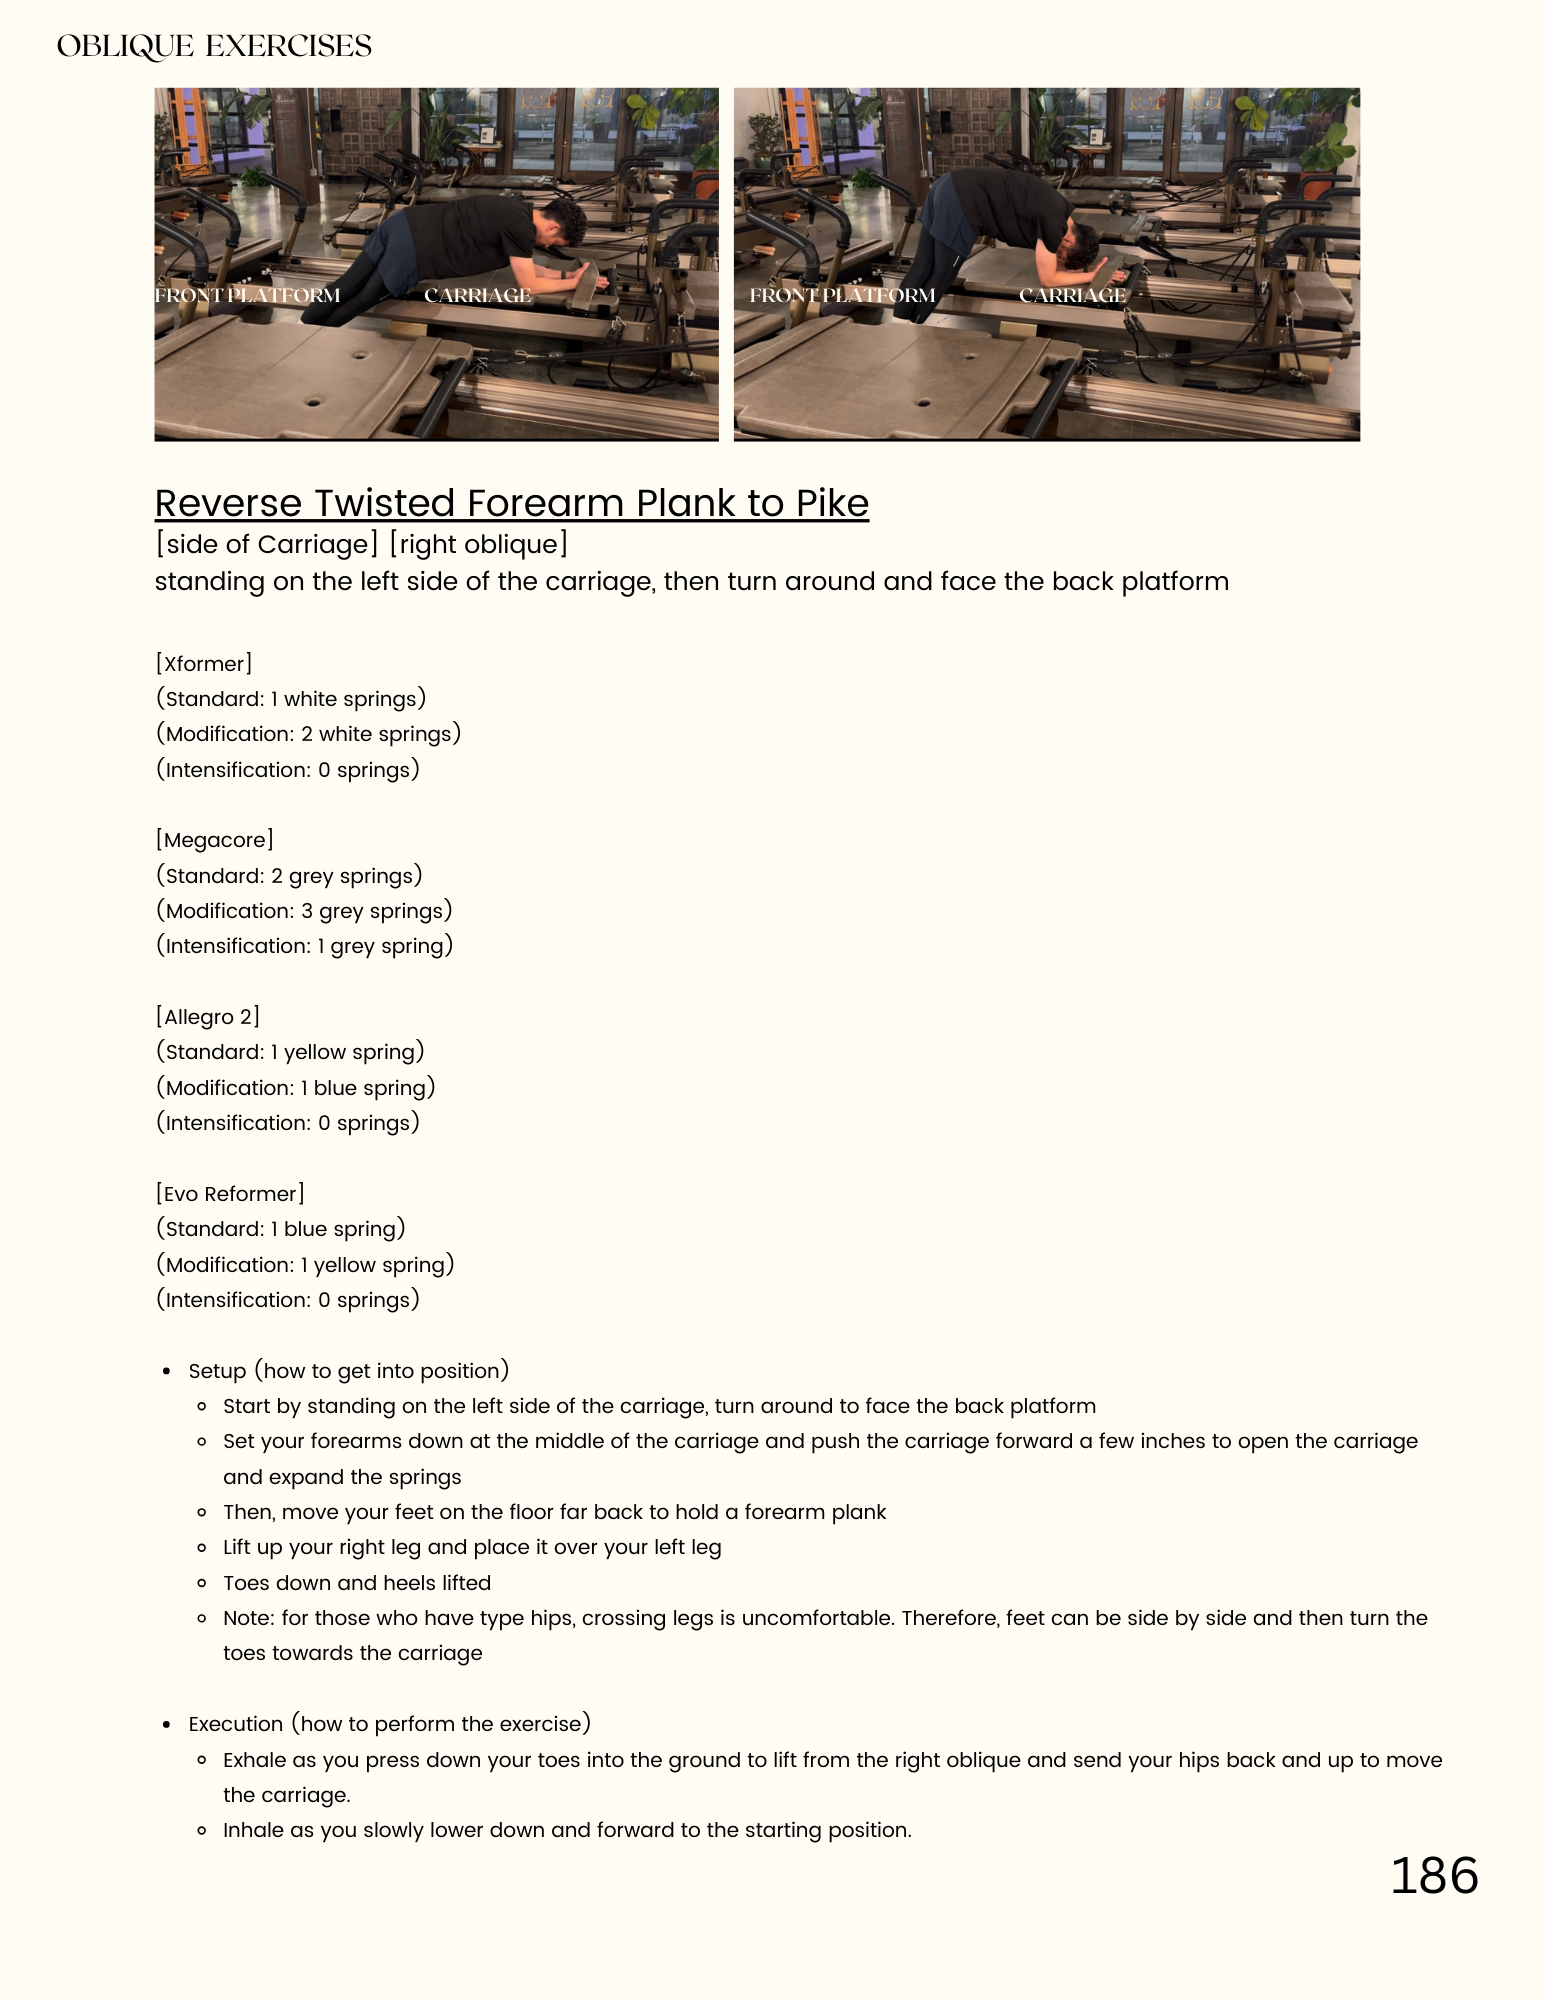 OBLIQUE EXERCISES
FRONT PLATFORM
CARRIAGE
FRONT PLATFORM
CARRIAGE
Reverse Twisted Forearm Plank to Pike
[side of Carriage] [right oblique]
standing on the left side of the carriage, then turn around and face the back platform
[Xformer]
(Standard: 1 white springs)
(Modification: 2 white springs)
(Intensification: 0 springs)
[Megacore]
(Standard: 2 grey springs)
(Modification: 3 grey springs)
(Intensification: 1 grey spring)
[Allegro 2]
(Standard: 1 yellow spring)
(Modification: 1 blue spring)
(Intensification: 0 springs)
[Evo Reformer]
(Standard: 1 blue spring)
(Modification: 1 yellow spring)
(Intensification: 0 springs)
• Setup (how to get into position)
◦ Start by standing on the left side of the carriage, turn around to face the back platform
◦ Set your forearms down at the middle of the carriage and push the carriage forward a few inches to open the carriage
and expand the springs
◦ Then, move your feet on the floor far back to hold a forearm plank
◦ Lift up your right leg and place it over your left leg
◦ Toes down and heels lifted
◦ Note: for those who have type hips, crossing legs is uncomfortable. Therefore, feet can be side by side and then turn the
toes towards the carriage
• Execution (how to perform the exercise)
◦ Exhale as you press down your toes into the ground to lift from the right oblique and send your hips back and up to move
the carriage.
◦ Inhale as you slowly lower down and forward to the starting position.
186